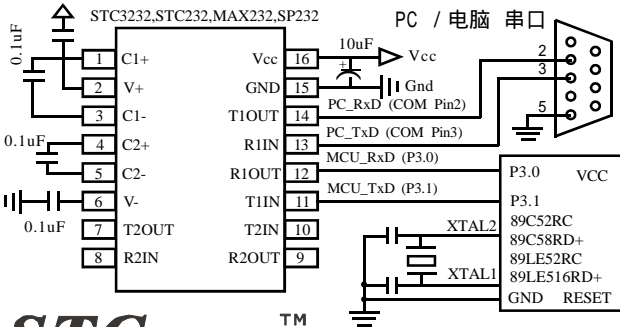 STC3232,STC232,MAX232,SP232
PC / 电脑 串口
0.1uF
10uF
Vcc
1 C1+ Vcc 16
2 V+ GND 15
Gnd
3 C1- T1OUT 14
PC_RxD (COM Pin2)
4 C2+ R1IN 13
PC_TxD (COM Pin3)
5 C2- R1OUT 12
MCU_RxD (P3.0)
6 V- T1IN 11
MCU_TxD (P3.1)
7 T2OUT T2IN 10
8 R2IN R2OUT 9
0.1uF
0.1uF
2
3
5
P3.0 VCC
P3.1
89C52RC
89C58RD+
89LE52RC
89LE516RD+
GND RESET
XTAL2
XTAL1
STC
TM